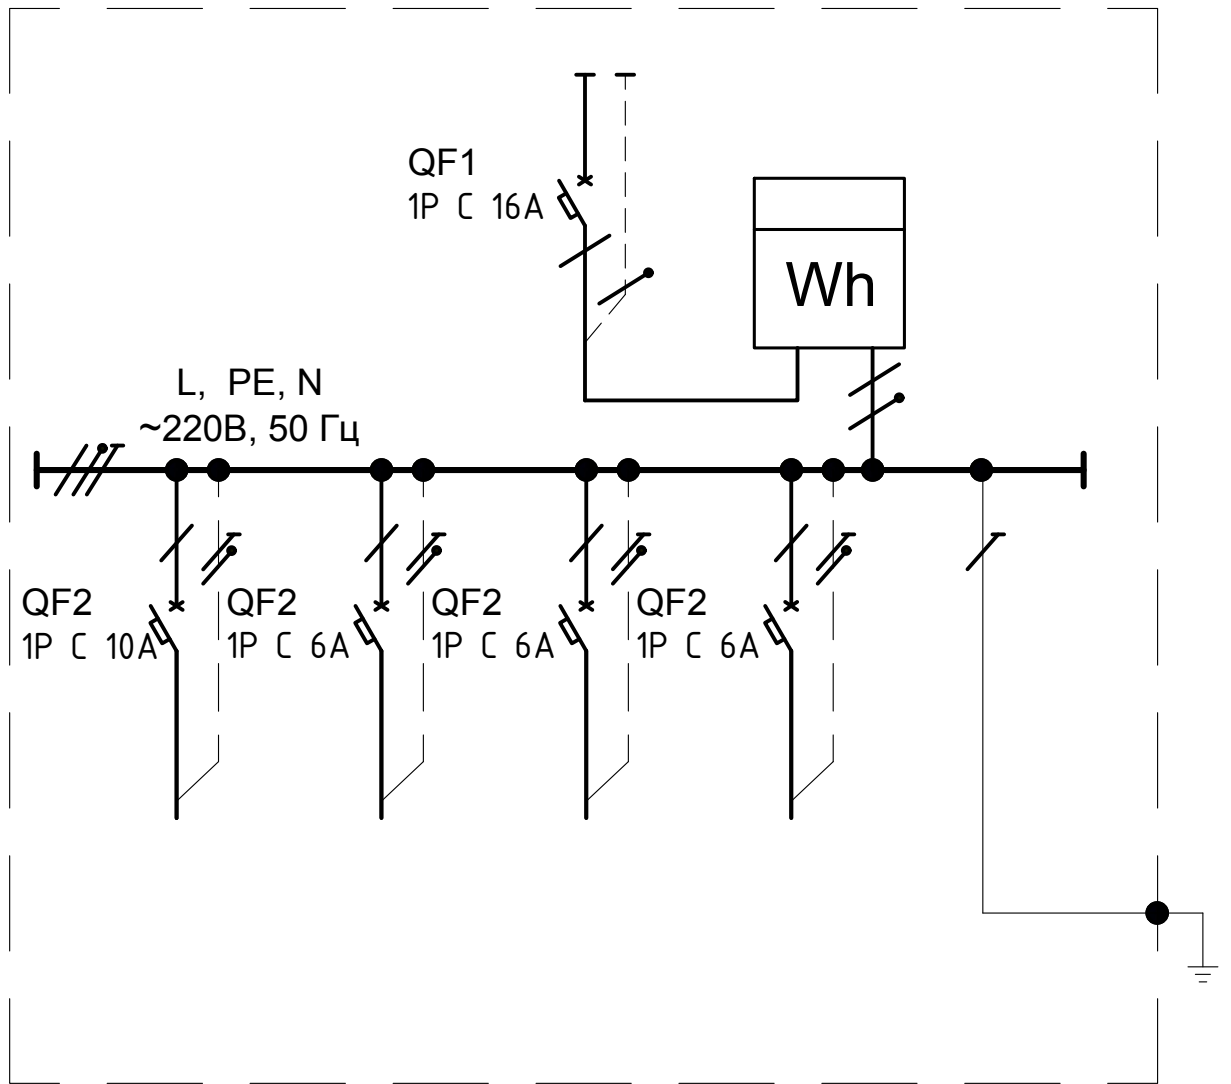 QF1
1P C 16A
Wh
L, PE, N
~220В, 50 Гц
QF2
1P C 10A
QF2
1P C 6A
QF2
1P C 6A
QF2
1P C 6A